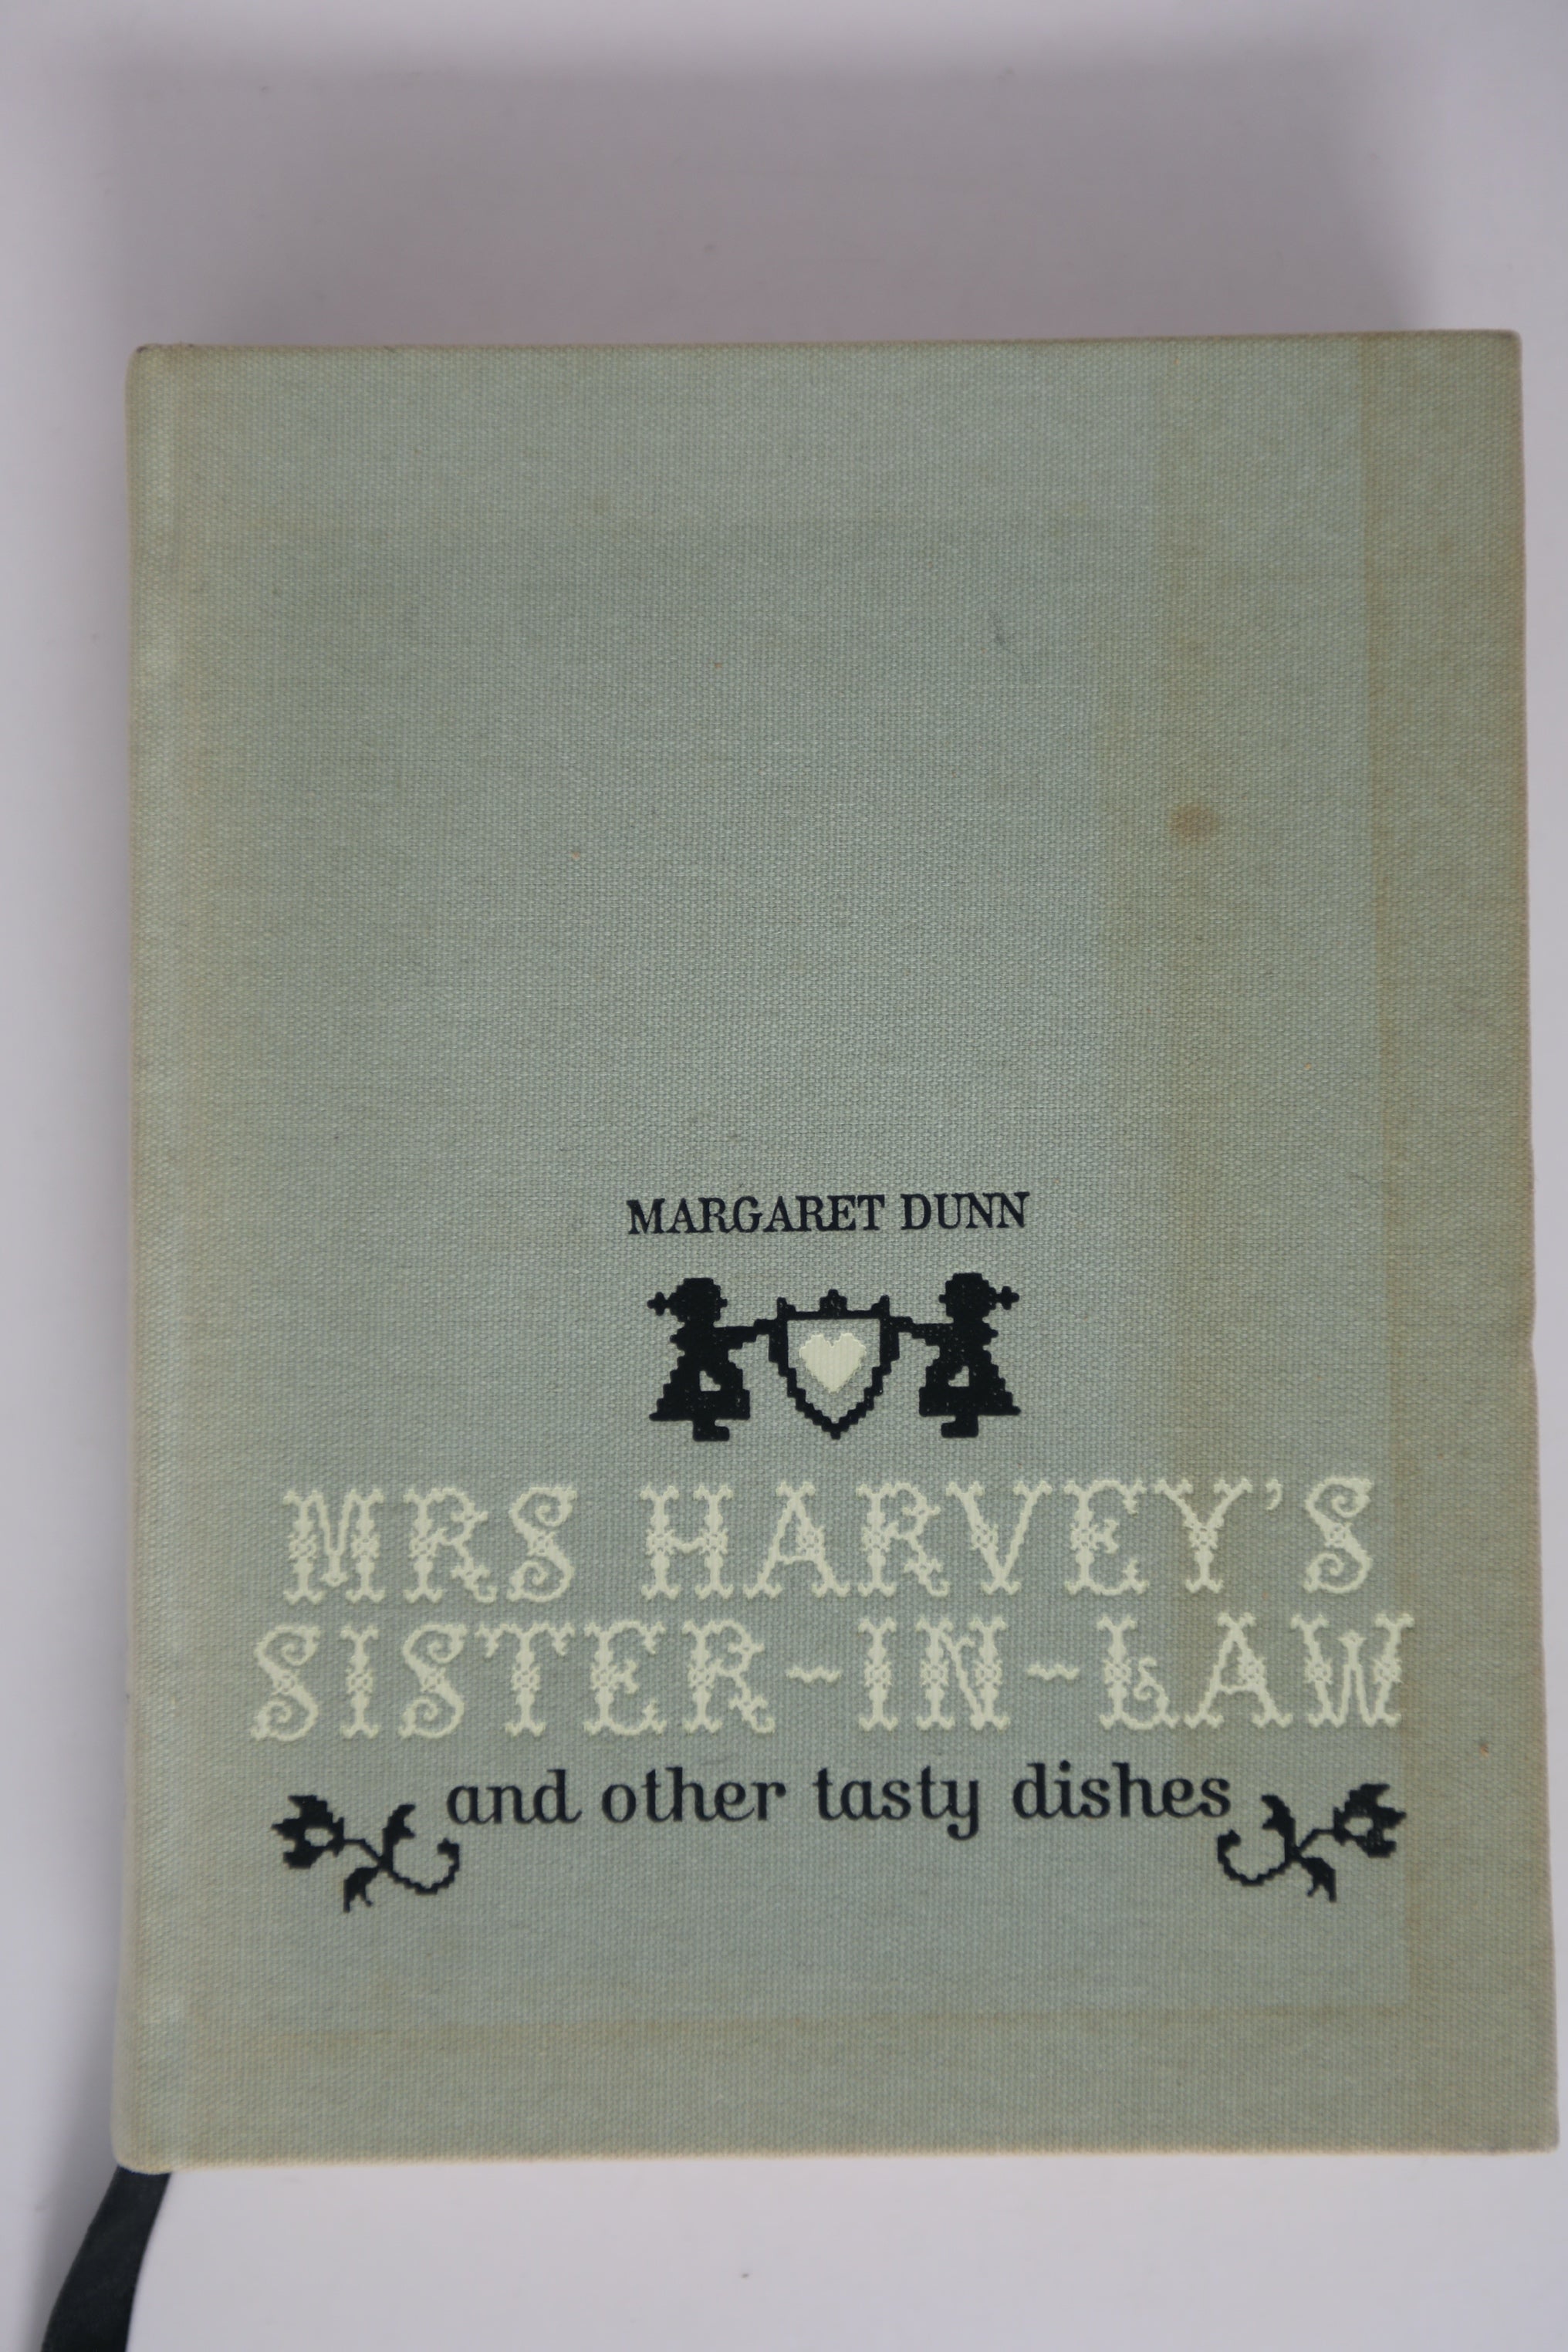 MARGARET DUNN
MRS HARVEY'S
SISTER-IN-LAW
and other tasty dishes